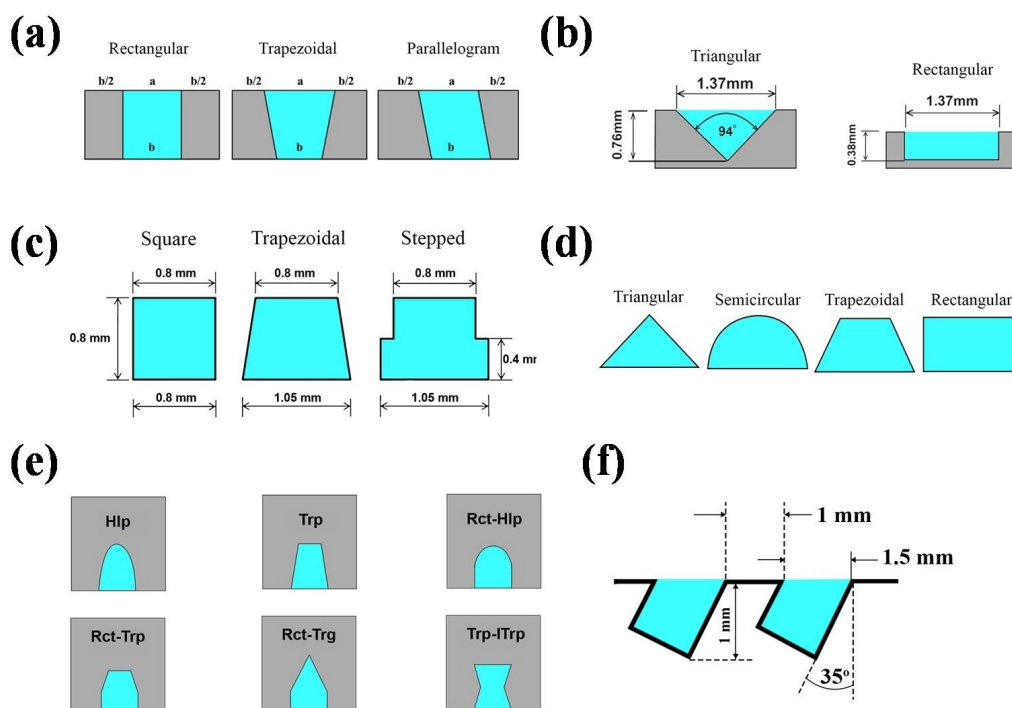 (a)
Rectangular Trapezoidal Parallelogram
b/2 a b/2 b/2 a b/2 b/2 a b/2
b b b
(b)
Triangular
1.37mm
0.76mm
94°
Rectangular
1.37mm
0.38mm
(c)
Square Trapezoidal Stepped
0.8 mm 0.8 mm 0.8 mm
0.8 mm
0.4 m
0.8 mm 1.05 mm 1.05 mm
(d)
Triangular Semicircular Trapezoidal Rectangular
(e)
Hlp Trp Rct-Hlp
Rct-Trp Rct-Trg Trp-ITrp
(f)
1 mm
1.5 mm
1 mm
35°